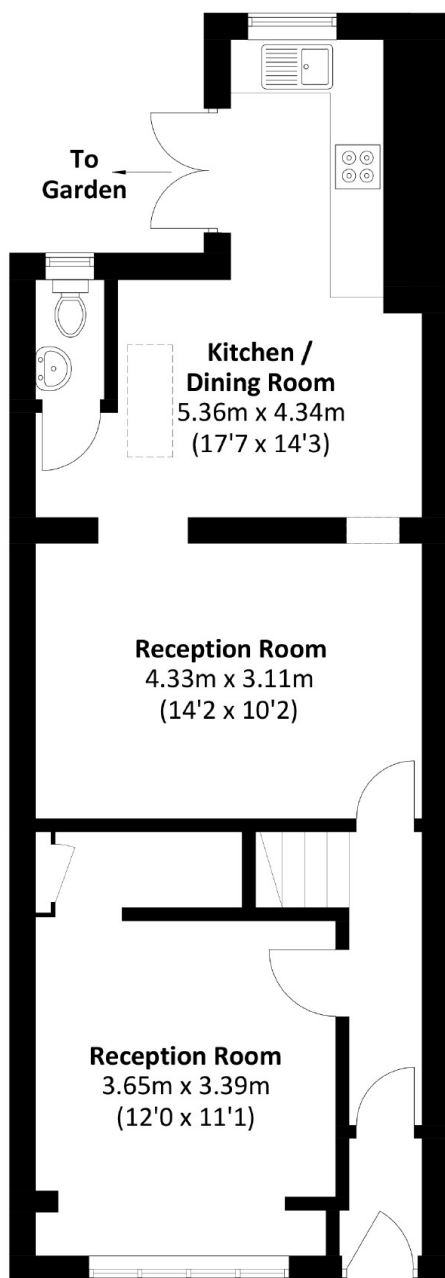 To
Garden
Kitchen /
Dining Room
5.36m x 4.34m
(17'7 x 14'3)
Reception Room
4.33m x 3.11m
(14'2 x 10'2)
Reception Room
3.65m x 3.39m
(12'0 x 11'1)